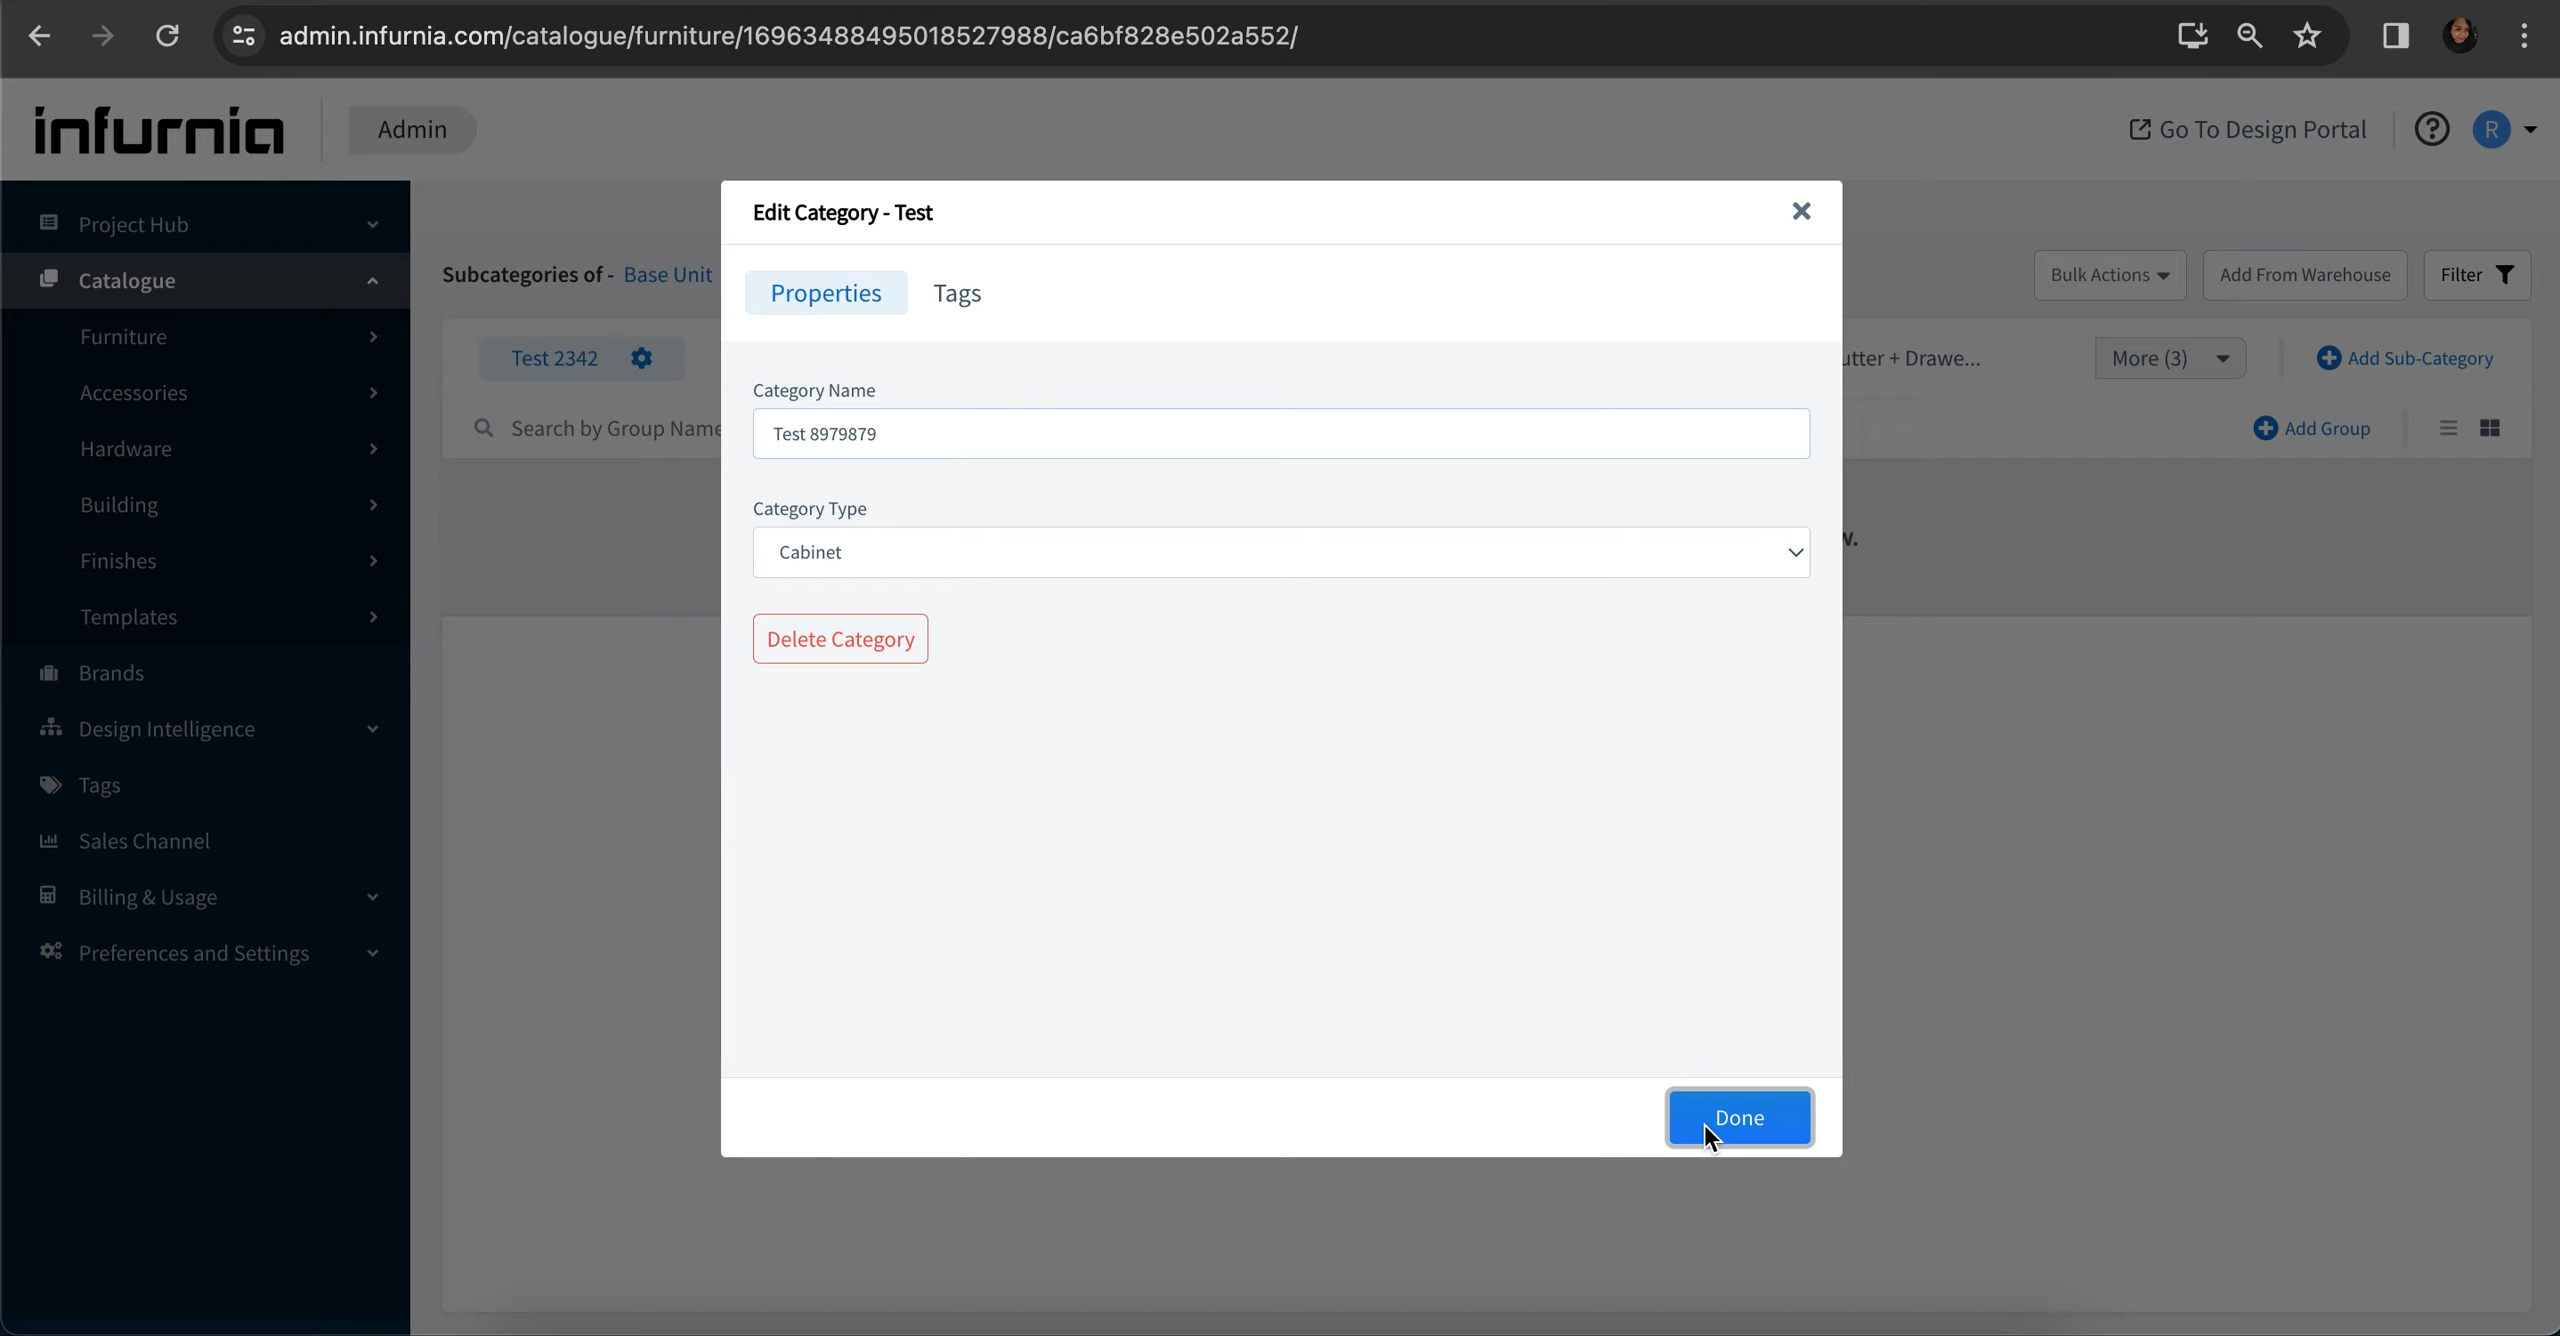 admin.infurnia.com/catalogue/furniture/16963488495018527988/ca6bf828e502a552/
infurnia
Admin
Go To Design Portal
R
Project Hub
Catalogue
Furniture
Accessories
Hardware
Building
Finishes
Templates
Brands
Design Intelligence
Tags
Sales Channel
Billing & Usage
Preferences and Settings
Subcategories of - Base Unit
Bulk Actions
Add From Warehouse
Filter
Test 2342
utter + Drawe...
More (3)
Add Sub-Category
Search by Group Name
Add Group
w.
Edit Category - Test
Properties
Tags
Category Name
Test 8979879
Category Type
Cabinet
Delete Category
Done